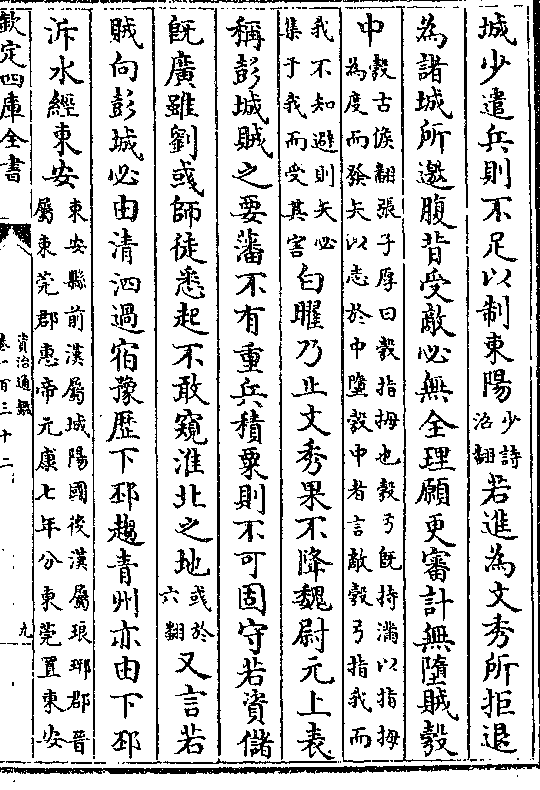 城少遣兵則不足以制東陽少詩沼翻若進為文秀所拒退
為諸城所邀腹背受敵必無全理願更審計無墮賊彀
中彀古侯翻張子厚曰彀指拇也彀弓既持滿以指拇為度而發矢以志於中墮彀中者言敵彀弓指我而
我不知避則矢必集于我而受其害白曜乃止文秀果不降魏尉元上表
稱彭城賊之要藩不有重兵積粟則不可固守若資儲
既廣雖劉彧師徒悉起不敢窺淮北之地彧於六翻又言若
賊向彭城必由清泗過宿豫歷下邳趨青州亦由下邳
沂水經東安東安縣前漢屬城陽國後漢屬琅邪郡晉屬東莞郡惠帝元康七年分東莞置東安
欽定四庫全書
資治通鑑
卷一百三十二
九